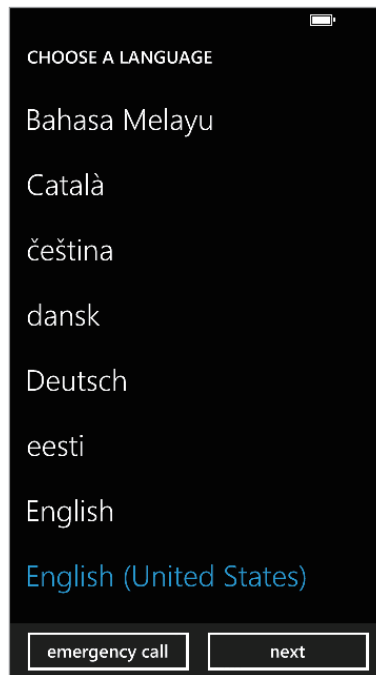 CHOOSE A LANGUAGE
Bahasa Melayu
Català
čeština
dansk
Deutsch
eesti
English
English (United States)
emergency call next